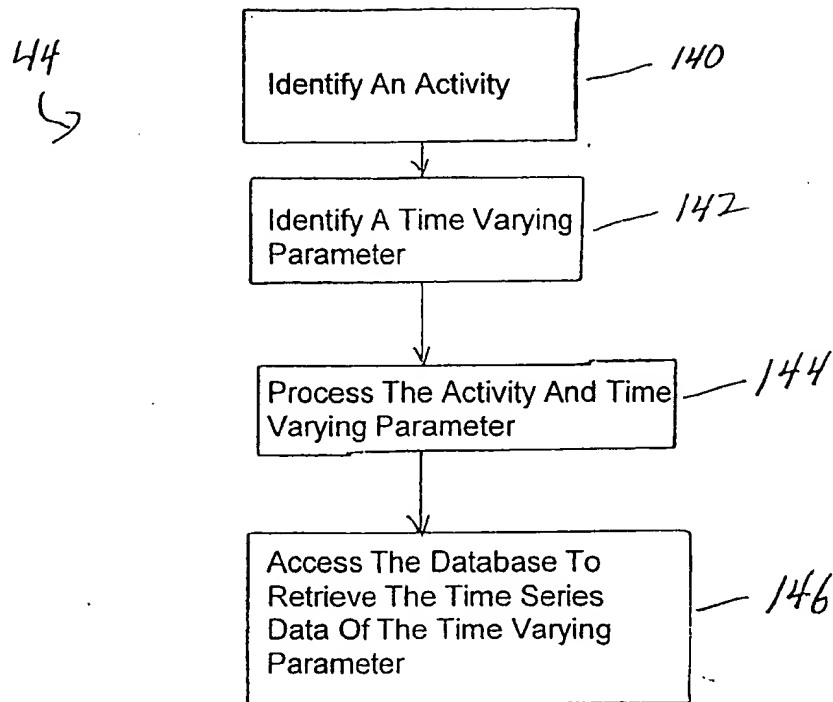 44
Identify An Activity
140
Identify A Time Varying
Parameter
142
Process The Activity And Time
Varying Parameter
144
Access The Database To
Retrieve The Time Series
Data Of The Time Varying
Parameter
146